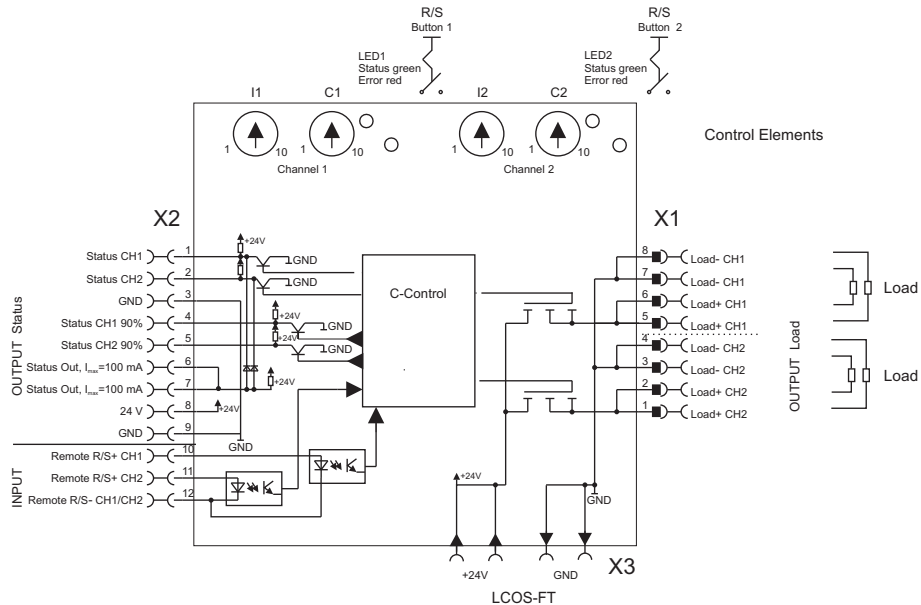 R/S
Button 1
R/S
Button 2
LED1
Status green
Error red
LED2
Status green
Error red
I1
C1
I2
C2
1
10
1
10
1
10
1
10
Channel 1
Channel 2
Control Elements
X2
X1
OUTPUT Status
Status CH1
1
Status CH2
2
GND
3
Status CH1 90%
4
Status CH2 90%
5
Status Out, Imax=100 mA
6
Status Out, Imax=100 mA
7
24 V
8
GND
9
INPUT
Remote R/S+ CH1
10
Remote R/S+ CH2
11
Remote R/S- CH1/CH2
12
+24V
GND
GND
+24V
GND
+24V
GND
+24V
+24V
GND
C-Control
8
Load- CH1
7
Load- CH1
6
Load+ CH1
5
Load+ CH1
4
Load- CH2
3
Load- CH2
2
Load+ CH2
1
Load+ CH2
OUTPUT Load
Load
Load
+24V
GND
+24V
GND
X3
LCOS-FT